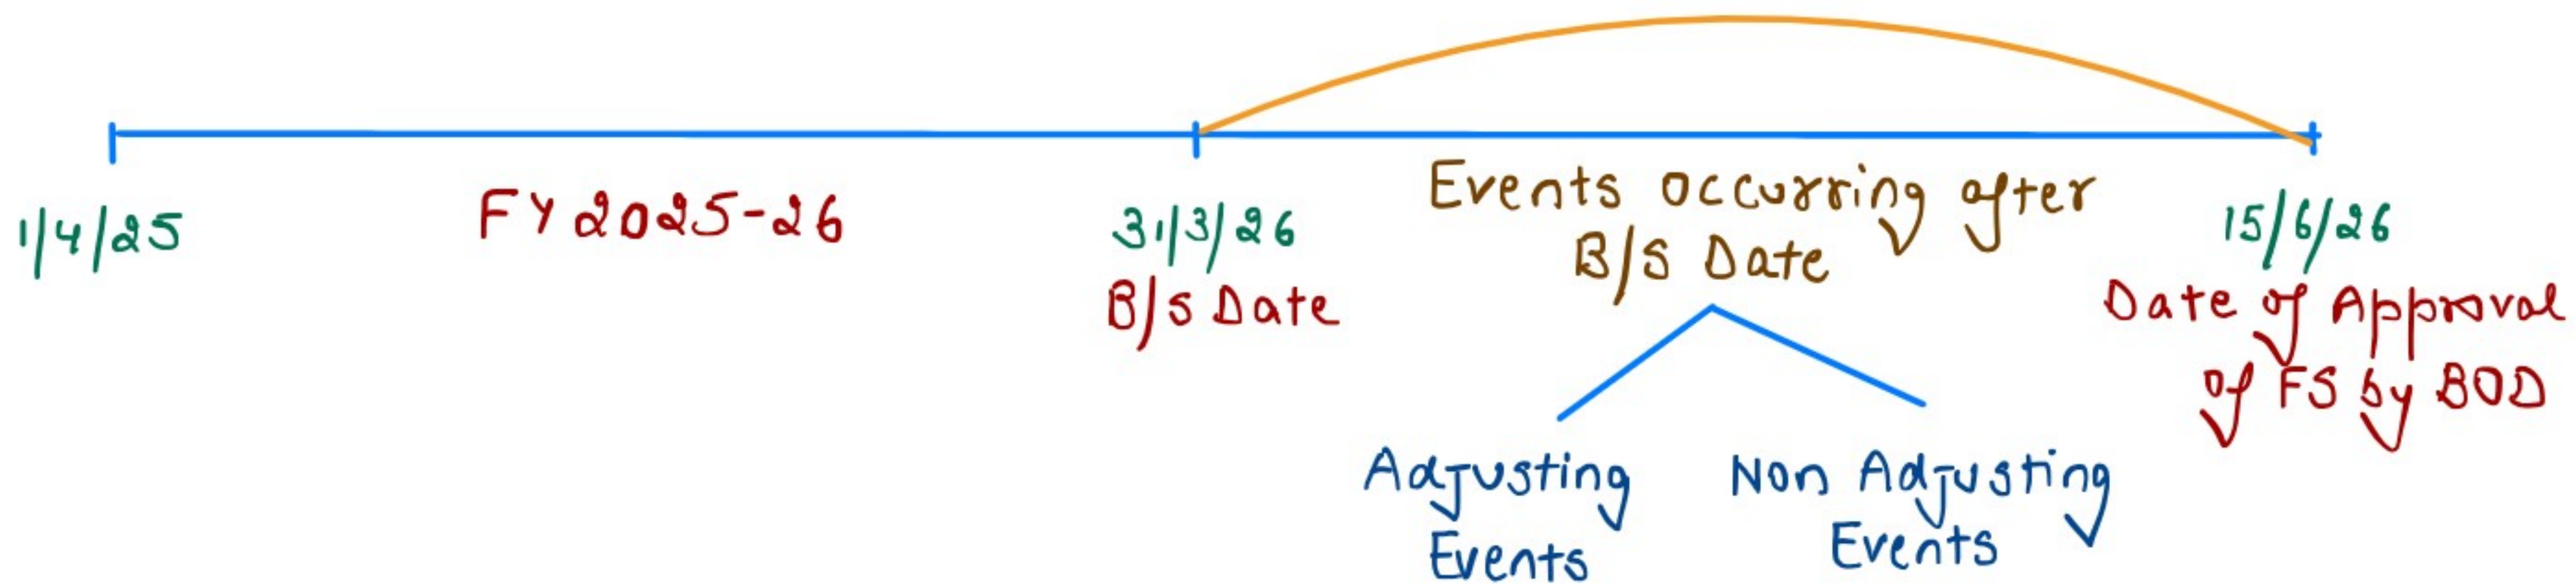 1/4/25
FY 2025-26
31/3/26
B/S Date
Events occurring after
B/S Date
15/6/26
Date of Approval
of FS by BOD
Adjusting
Events
Non Adjusting
Events